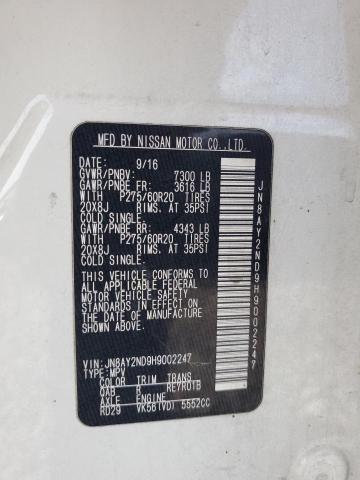 MFD BY NISSAN MOTOR CO.,LTD.
DATE: 9/16
GVWR/PNBV: 7300 LB
GAWR/PNBE FR: 3616 LB
WITH P275/60R20 TIRES
20X8J RIMS. AT 35PSI
COLD SINGLE.
GAWR/PNBE RR: 4343 LB
WITH P275/60R20 TIRES
20X8J RIMS. AT 35PSI
COLD SINGLE.
THIS VEHICLE CONFORMS TO
ALL APPLICABLE FEDERAL
MOTOR VEHICLE SAFETY
STANDARDS IN EFFECT ON
THE DATE OF MANUFACTURE
SHOWN ABOVE.
VIN: JN8AY2ND9H9002247
TYPE: MPV
COLOR TRIM TRANS
QAB R RE7R01B
AXLE ENGINE
RD29 VK56(VD) 5552CC
JN8AY2ND9H9002247